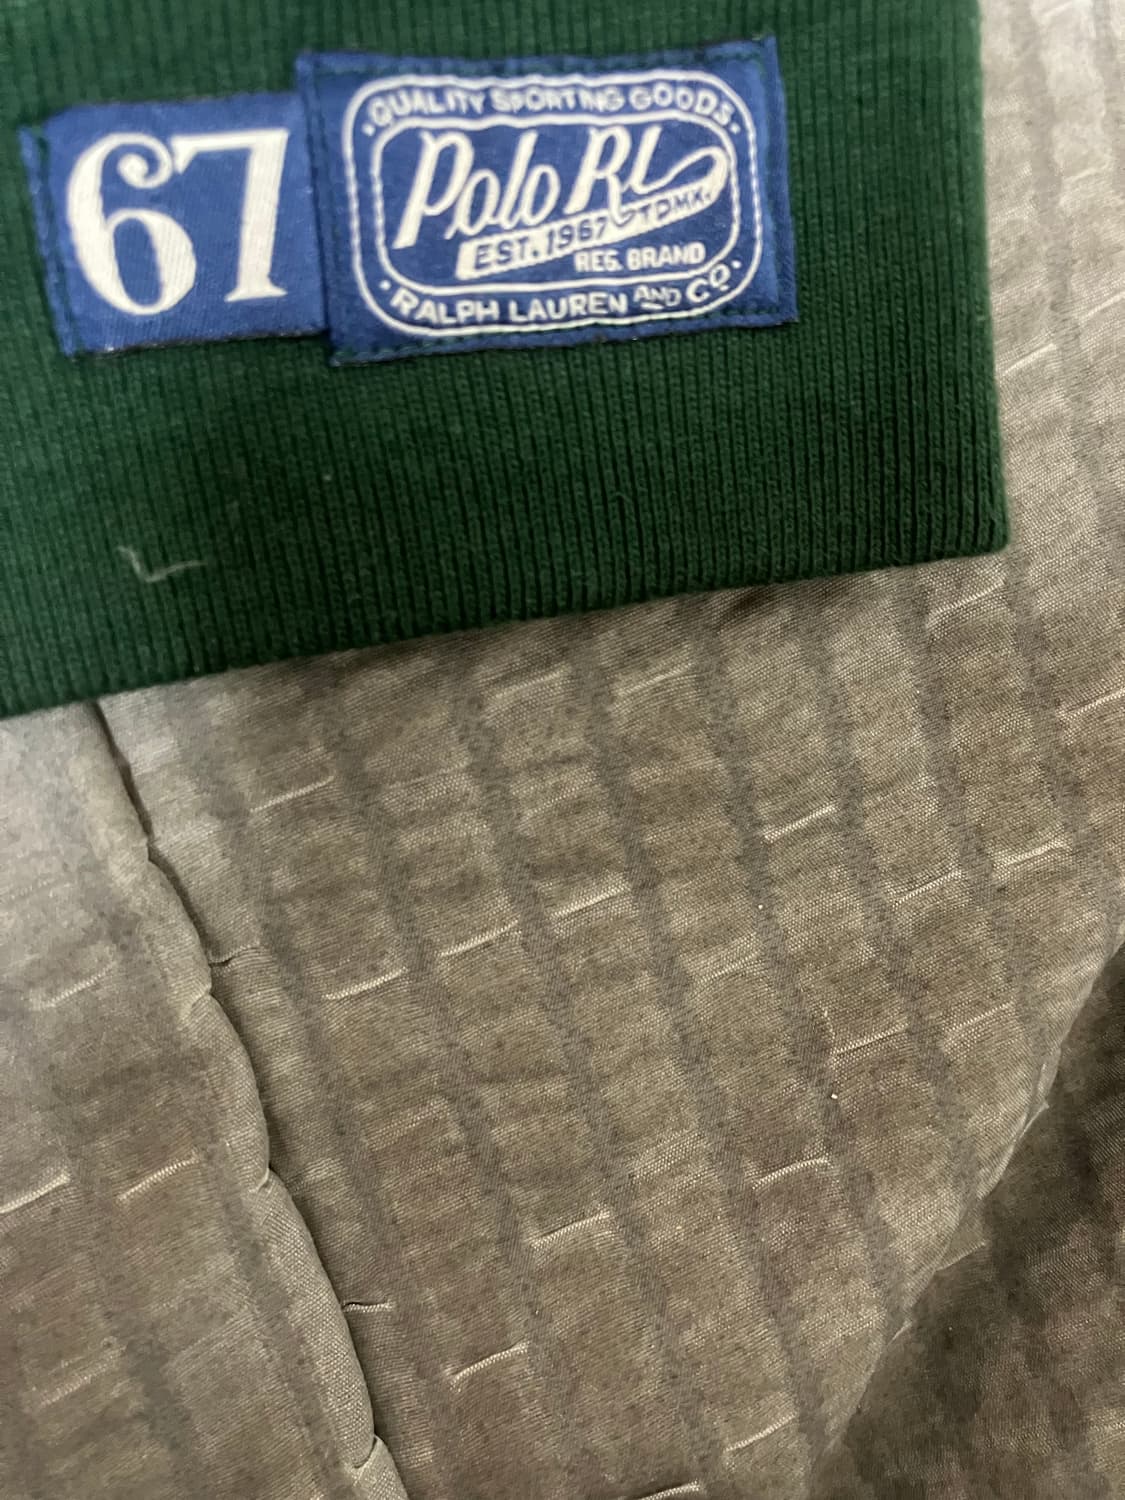 67
QUALITY SPORTING GOODS.
Polo RL
EST. 1967 TDMK.
REG. BRAND
RALPH LAUREN AND CO.